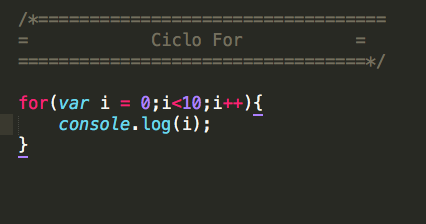 /*==================================
=            Ciclo For           =
==================================*/
for(var i = 0;i<10;i++){
    console.log(i);
}